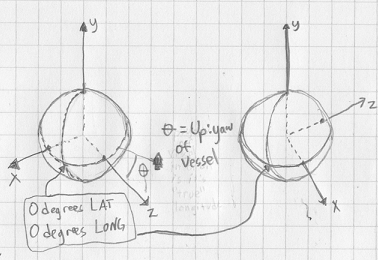 y
y
θ = Up:yaw
of
vessel
z
x
θ
z
x
0 degrees LAT
0 degrees LONG